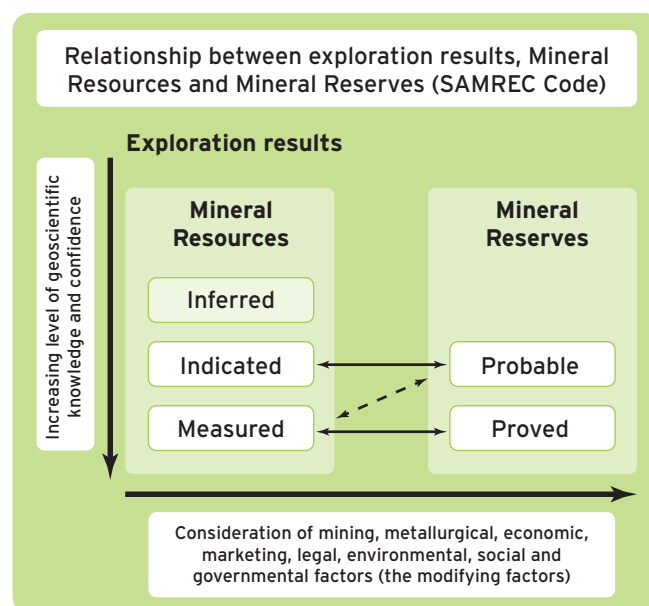 Relationship between exploration results, Mineral
Resources and Mineral Reserves (SAMREC Code)
Exploration results
Increasing level of geoscientific
knowledge and confidence
Mineral
Resources
Mineral
Reserves
Inferred
Indicated
Probable
Measured
Proved
Consideration of mining, metallurgical, economic,
marketing, legal, environmental, social and
governmental factors (the modifying factors)